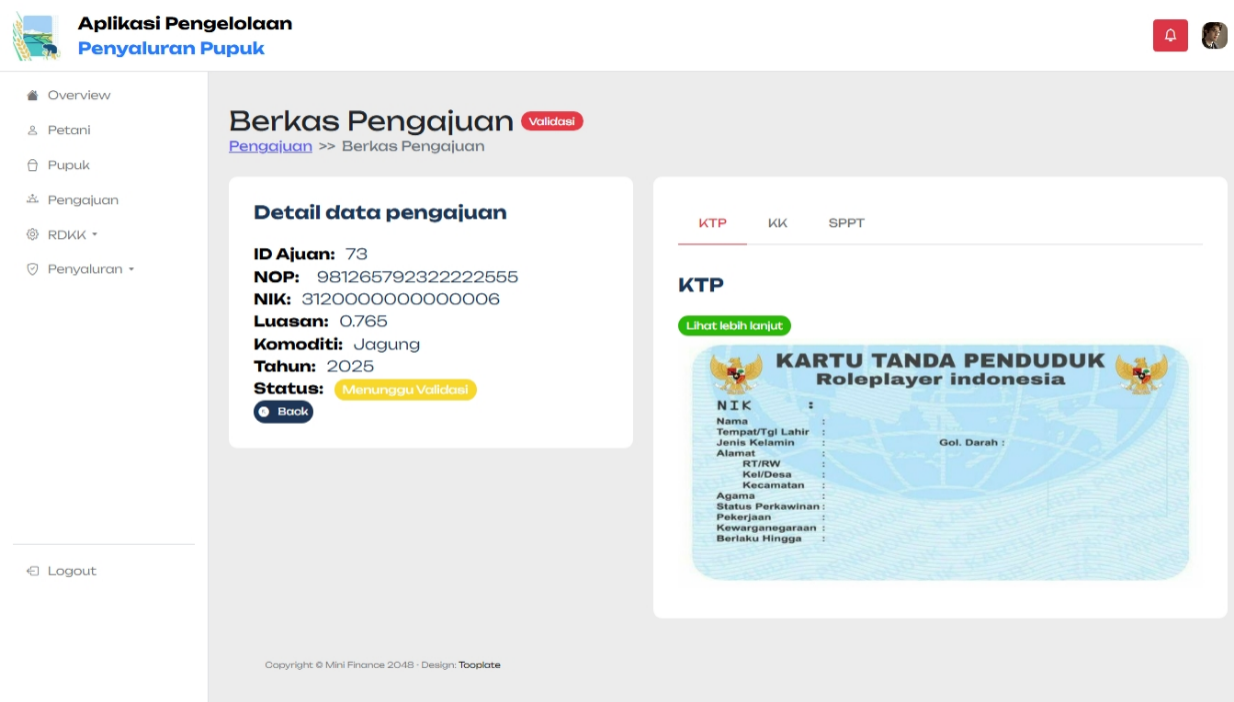 Aplikasi Pengelolaan
Penyaluran Pupuk
Overview
Petani
Pupuk
Pengajuan
RDKK
Penyaluran
Logout
Berkas Pengajuan Validasi
Pengajuan >> Berkas Pengajuan
Detail data pengajuan
ID Ajuan: 73
NOP: 981265792322222555
NIK: 3120000000000006
Luasan: 0.765
Komoditi: Jagung
Tahun: 2025
Status: Menunggu Validasi
Back
KTP KK SPPT
KTP
Lihat lebih lanjut
KARTU TANDA PENDUDUK
Roleplayer indonesia
NIK :
Nama :
Tempat/Tgl Lahir :
Jenis Kelamin : Gol. Darah :
Alamat :
RT/RW :
Kel/Desa :
Kecamatan :
Agama :
Status Perkawinan :
Pekerjaan :
Kewarganegaraan :
Berlaku Hingga :
Copyright © Mini Finance 2048 - Design: Tooplate